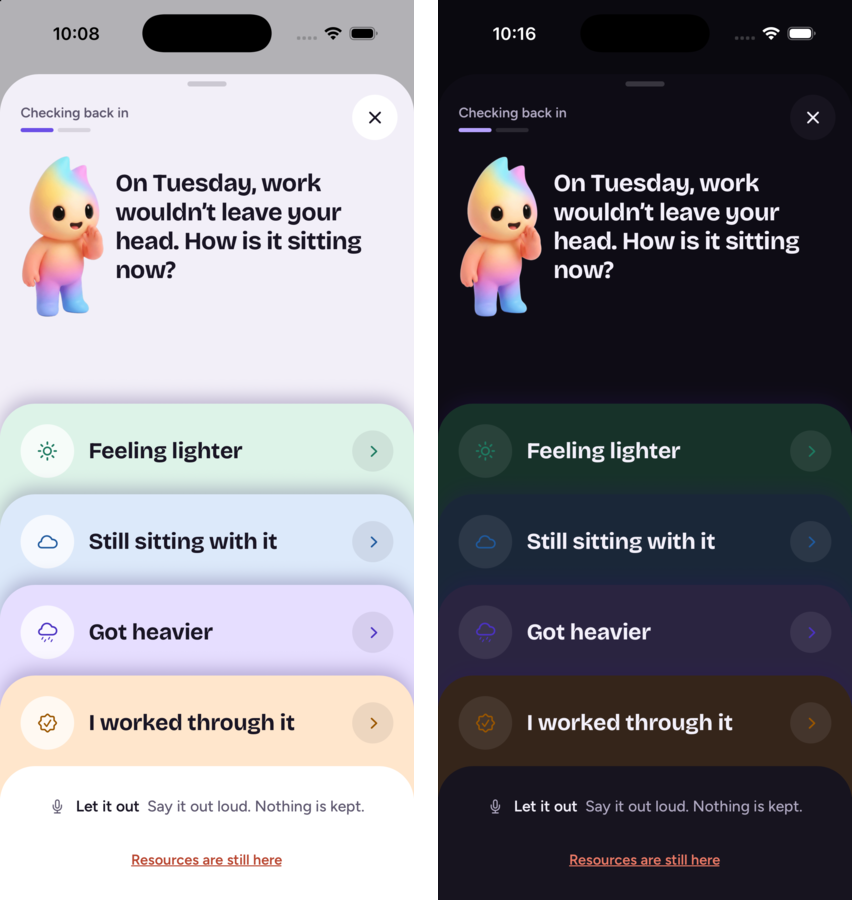 10:08
Checking back in
On Tuesday, work
wouldn’t leave your
head. How is it sitting
now?
Feeling lighter
Still sitting with it
Got heavier
I worked through it
Let it out Say it out loud. Nothing is kept.
Resources are still here
10:16
Checking back in
On Tuesday, work
wouldn’t leave your
head. How is it sitting
now?
Feeling lighter
Still sitting with it
Got heavier
I worked through it
Let it out Say it out loud. Nothing is kept.
Resources are still here